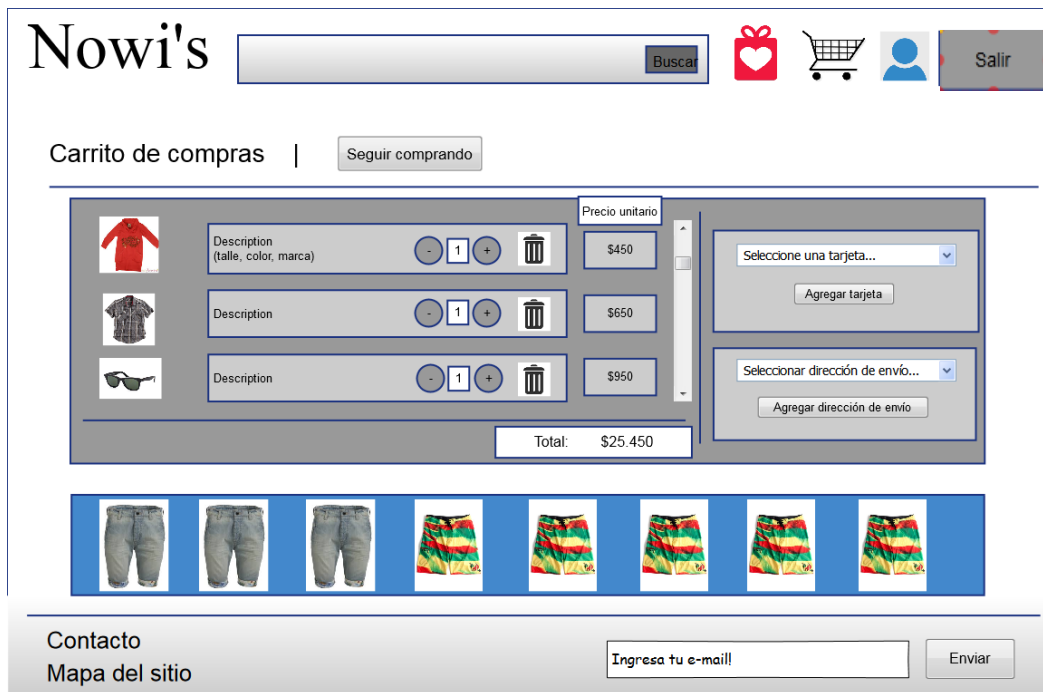 Nowi's
Buscar
Salir
Carrito de compras |
Seguir comprando
Precio unitario
Description
(talle, color, marca)
- 1 +
$450
Description
- 1 +
$650
Description
- 1 +
$950
Total: $25.450
Seleccione una tarjeta...
Agregar tarjeta
Seleccionar dirección de envío...
Agregar dirección de envío
Contacto
Mapa del sitio
Ingresa tu e-mail!
Enviar